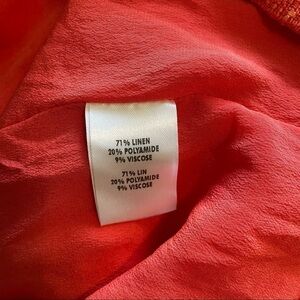 71% LINEN
20% POLYAMIDE
9% VISCOSE
71% LIN
20% POLYAMIDE
9% VISCOSE